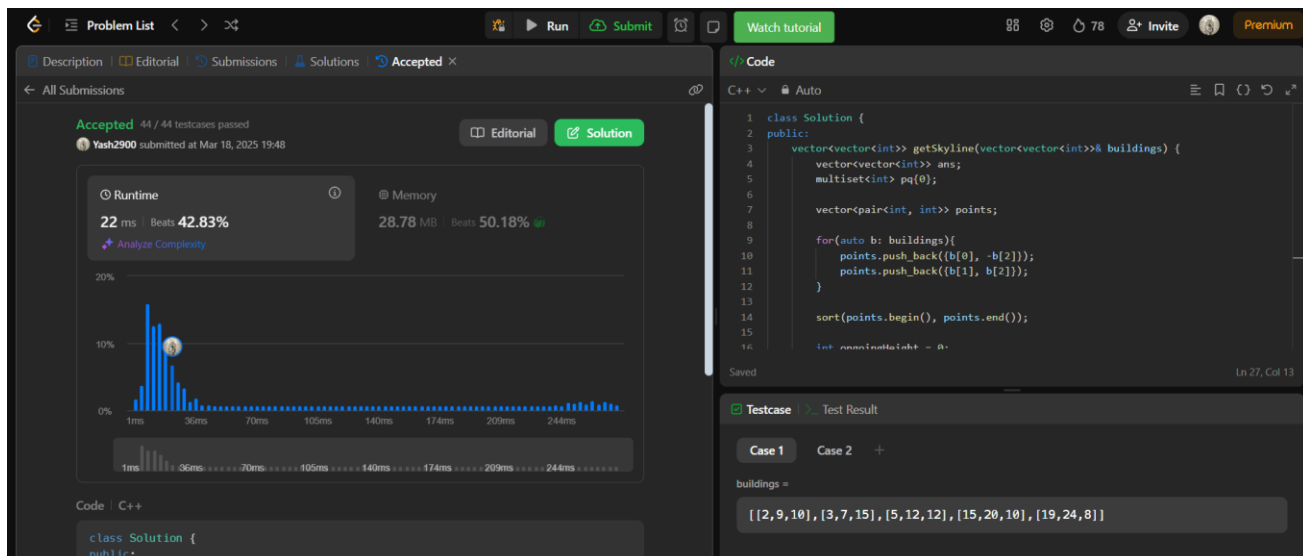 Problem List
Run
Submit
Watch tutorial
78
Invite
Premium
Description | Editorial | Submissions | Solutions | Accepted ×
← All Submissions
Accepted 44 / 44 testcases passed
Yash2900 submitted at Mar 18, 2025 19:48
Editorial
Solution
Runtime
22 ms | Beats 42.83%
Analyze Complexity
Memory
28.78 MB | Beats 50.18%
20%
10%
0%
1ms 36ms 70ms 105ms 140ms 174ms 209ms 244ms
1ms 36ms 70ms 105ms 140ms 174ms 209ms 244ms
Code | C++
class Solution {
public:
</> Code
C++ Auto
1 class Solution {
2 public:
3 vector<vector<int>> getSkyline(vector<vector<int>>& buildings) {
4 vector<vector<int>> ans;
5 multiset<int> pq{0};
6
7 vector<pair<int, int>> points;
8
9 for(auto b: buildings){
10 points.push_back({b[0], -b[2]});
11 points.push_back({b[1], b[2]});
12 }
13
14 sort(points.begin(), points.end());
15
16 int ongoingHeight = 0;
Saved
Ln 27, Col 13
Testcase | >_ Test Result
Case 1 Case 2 +
buildings =
[[2,9,10],[3,7,15],[5,12,12],[15,20,10],[19,24,8]]